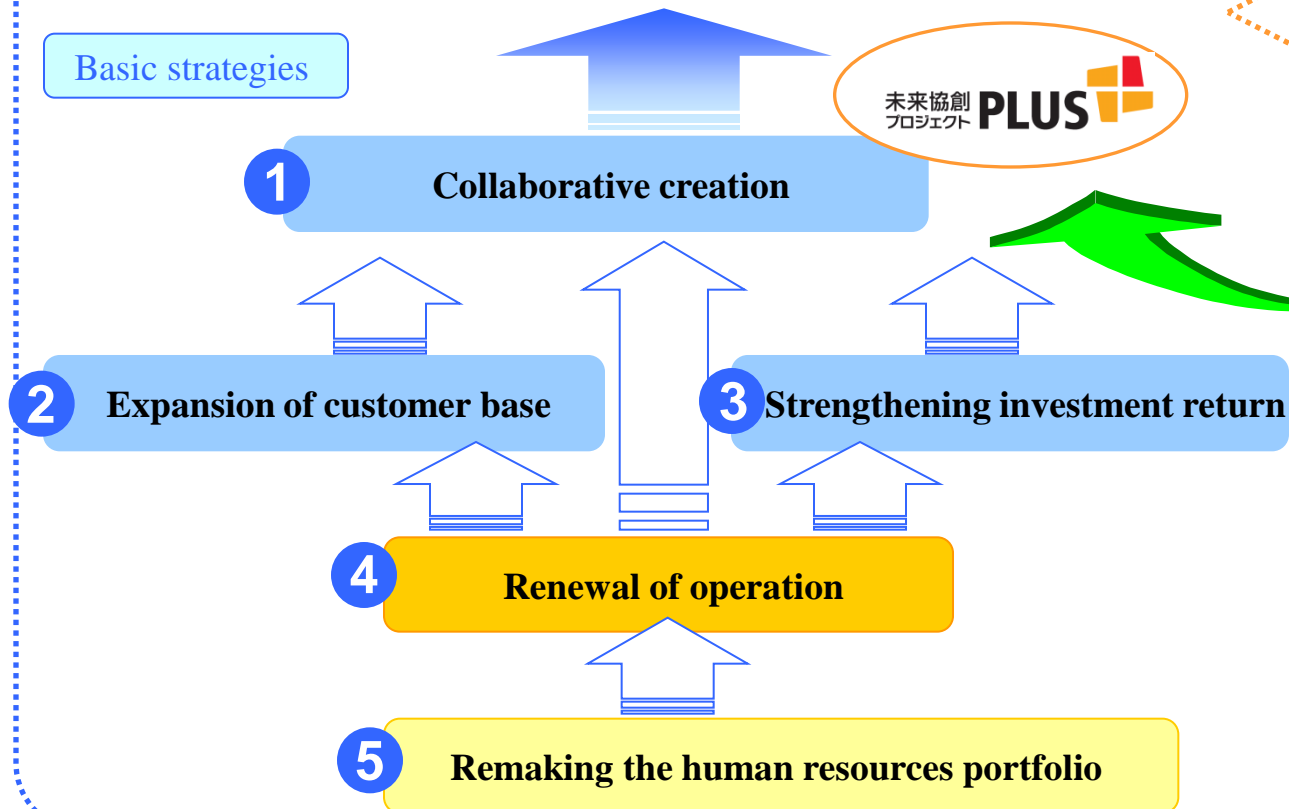 Basic strategies
未来協創
プロジェクト PLUS
1 Collaborative creation
2 Expansion of customer base
3 Strengthening investment return
4 Renewal of operation
5 Remaking the human resources portfolio